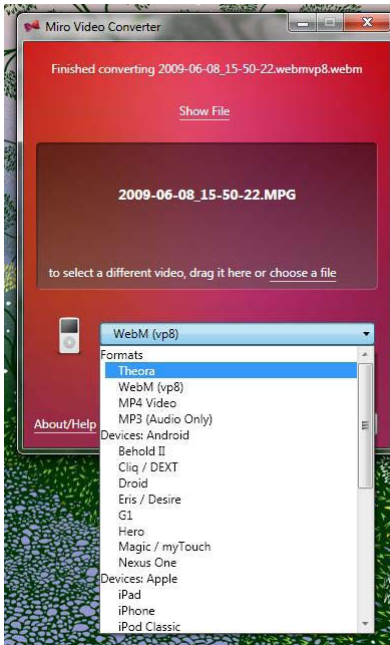 Miro Video Converter
Finished converting 2009-06-08_15-50-22.webmvp8.webm
Show File
2009-06-08_15-50-22.MPG
to select a different video, drag it here or choose a file
WebM (vp8)
Formats
Theora
WebM (vp8)
MP4 Video
MP3 (Audio Only)
About/Help
Devices: Android
Behold II
Cliq / DEXT
Droid
Eris / Desire
G1
Hero
Magic / myTouch
Nexus One
Devices: Apple
iPad
iPhone
iPod Classic